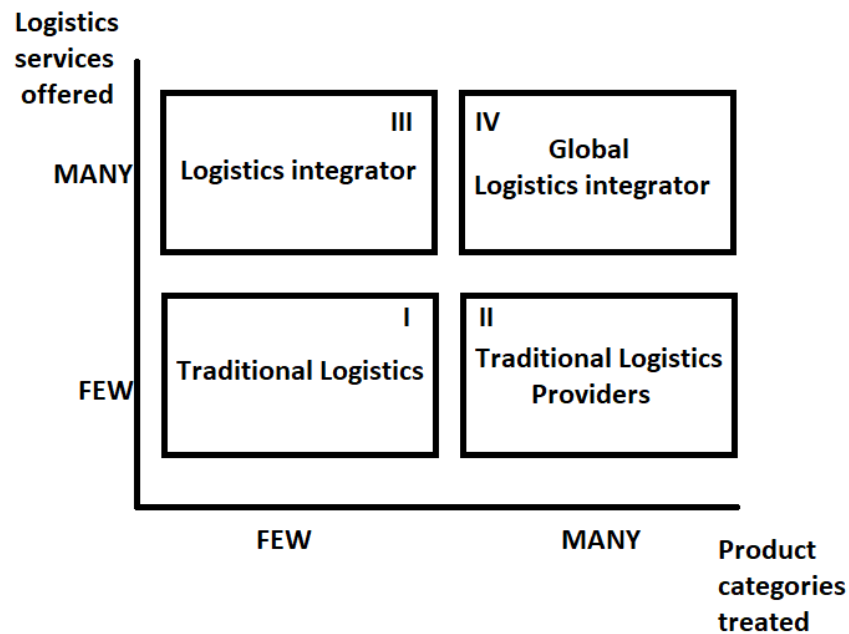 Logistics
services
offered
MANY
III
Logistics integrator
IV
Global
Logistics integrator
FEW
I
Traditional Logistics
II
Traditional Logistics
Providers
FEW
MANY
Product
categories
treated